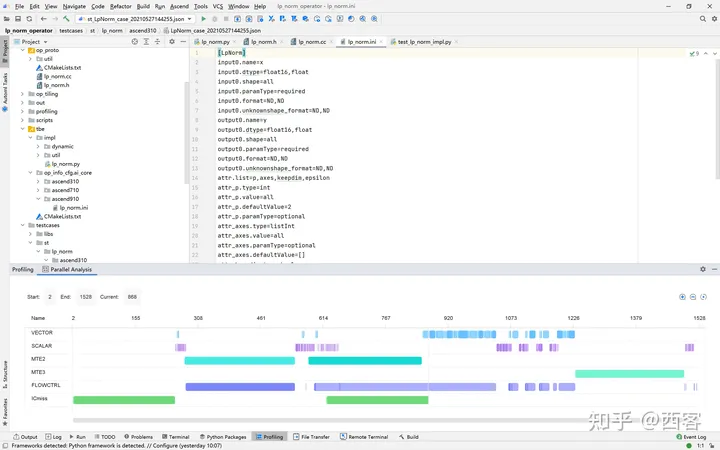 File Edit View Navigate Code Refactor Run Ascend Tools VCS Window Help lp_norm_operator - lp_norm.ini
st_LpNorm_case_20210527144255.json
lp_norm_operator testcases st lp_norm ascend310 LpNorm_case_20210527144255.json
Project
lp_norm.py lp_norm.h lp_norm.cc lp_norm.ini test_lp_norm_impl.py
op_proto
util
CMakeLists.txt
lp_norm.cc
lp_norm.h
op_tiling
out
profiling
scripts
tbe
impl
dynamic
util
lp_norm.py
op_info_cfg.ai_core
ascend310
ascend710
ascend910
lp_norm.ini
CMakeLists.txt
testcases
libs
st
lp_norm
ascend310
1 [LpNorm]
2 input0.name=x
3 input0.dtype=float16,float
4 input0.shape=all
5 input0.paramType=required
6 input0.format=ND,ND
7 input0.unknownshape_format=ND,ND
8 output0.name=y
9 output0.dtype=float16,float
10 output0.shape=all
11 output0.paramType=required
12 output0.format=ND,ND
13 output0.unknownshape_format=ND,ND
14 attr.list=p,axes,keepdim,epsilon
15 attr_p.type=int
16 attr_p.value=all
17 attr_p.defaultValue=2
18 attr_p.paramType=optional
19 attr_axes.type=listInt
20 attr_axes.value=all
21 attr_axes.paramType=optional
22 attr_axes.defaultValue=[]
9
Project
Automl Tasks
Structure
Favorites
Profiling Parallel Analysis
Start: 2 End: 1528 Current: 868
Name 2 155 308 461 614 767 920 1073 1226 1379 1528
VECTOR
SCALAR
MTE2
MTE3
FLOWCTRL
ICmiss
知乎 @西客
Output Log Run TODO Problems Terminal Python Packages Profiling File Transfer Remote Terminal Build Event Log
Frameworks detected: Python framework is detected. // Configure (yesterday 10:07) 1:1